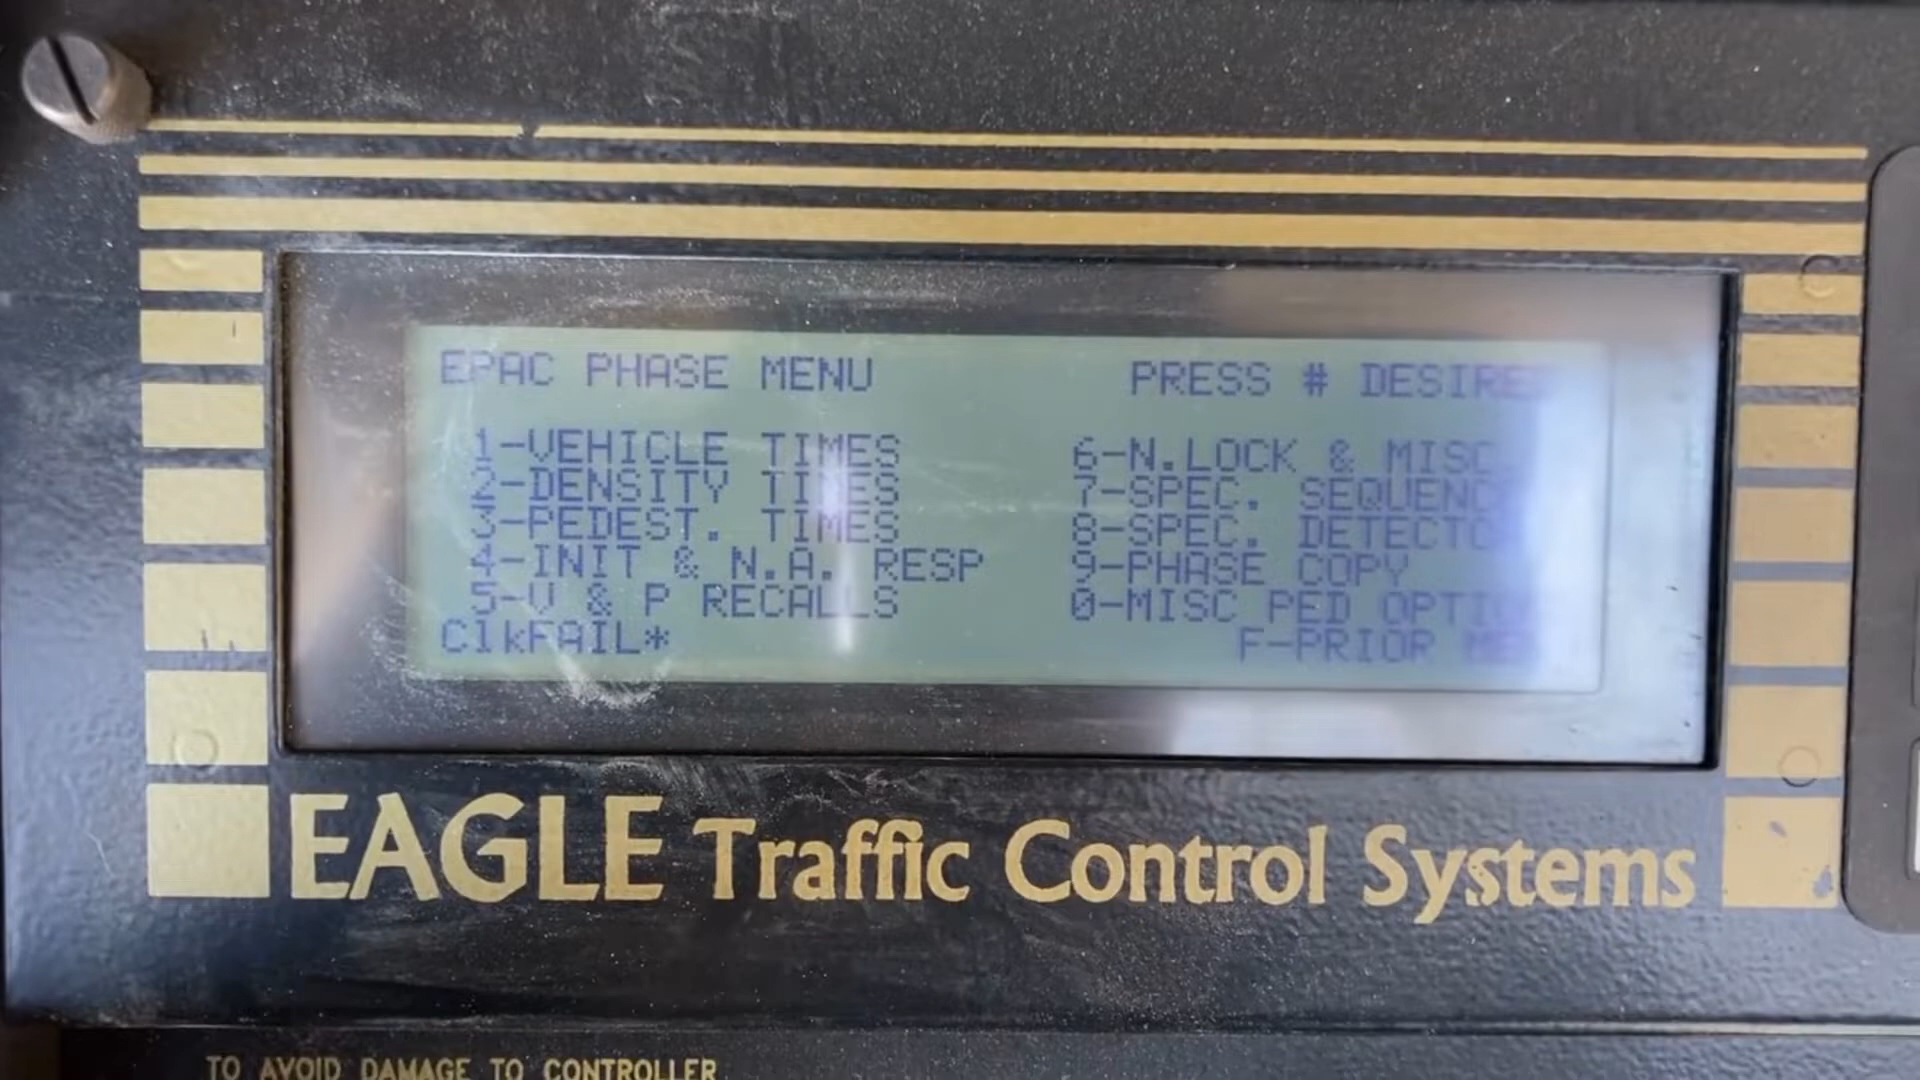 EPAC PHASE MENU PRESS # DESIRED
1-VEHICLE TIMES 6-N.LOCK & MISC
2-DENSITY TIMES 7-SPEC. SEQUENC
3-PEDEST. TIMES 8-SPEC. DETECTO
4-INIT & N.A. RESP 9-PHASE COPY
5-V & P RECALLS 0-MISC PED OPTIO
ClkFAIL* F-PRIOR
EAGLE Traffic Control Systems
TO AVOID DAMAGE TO CONTROLLER